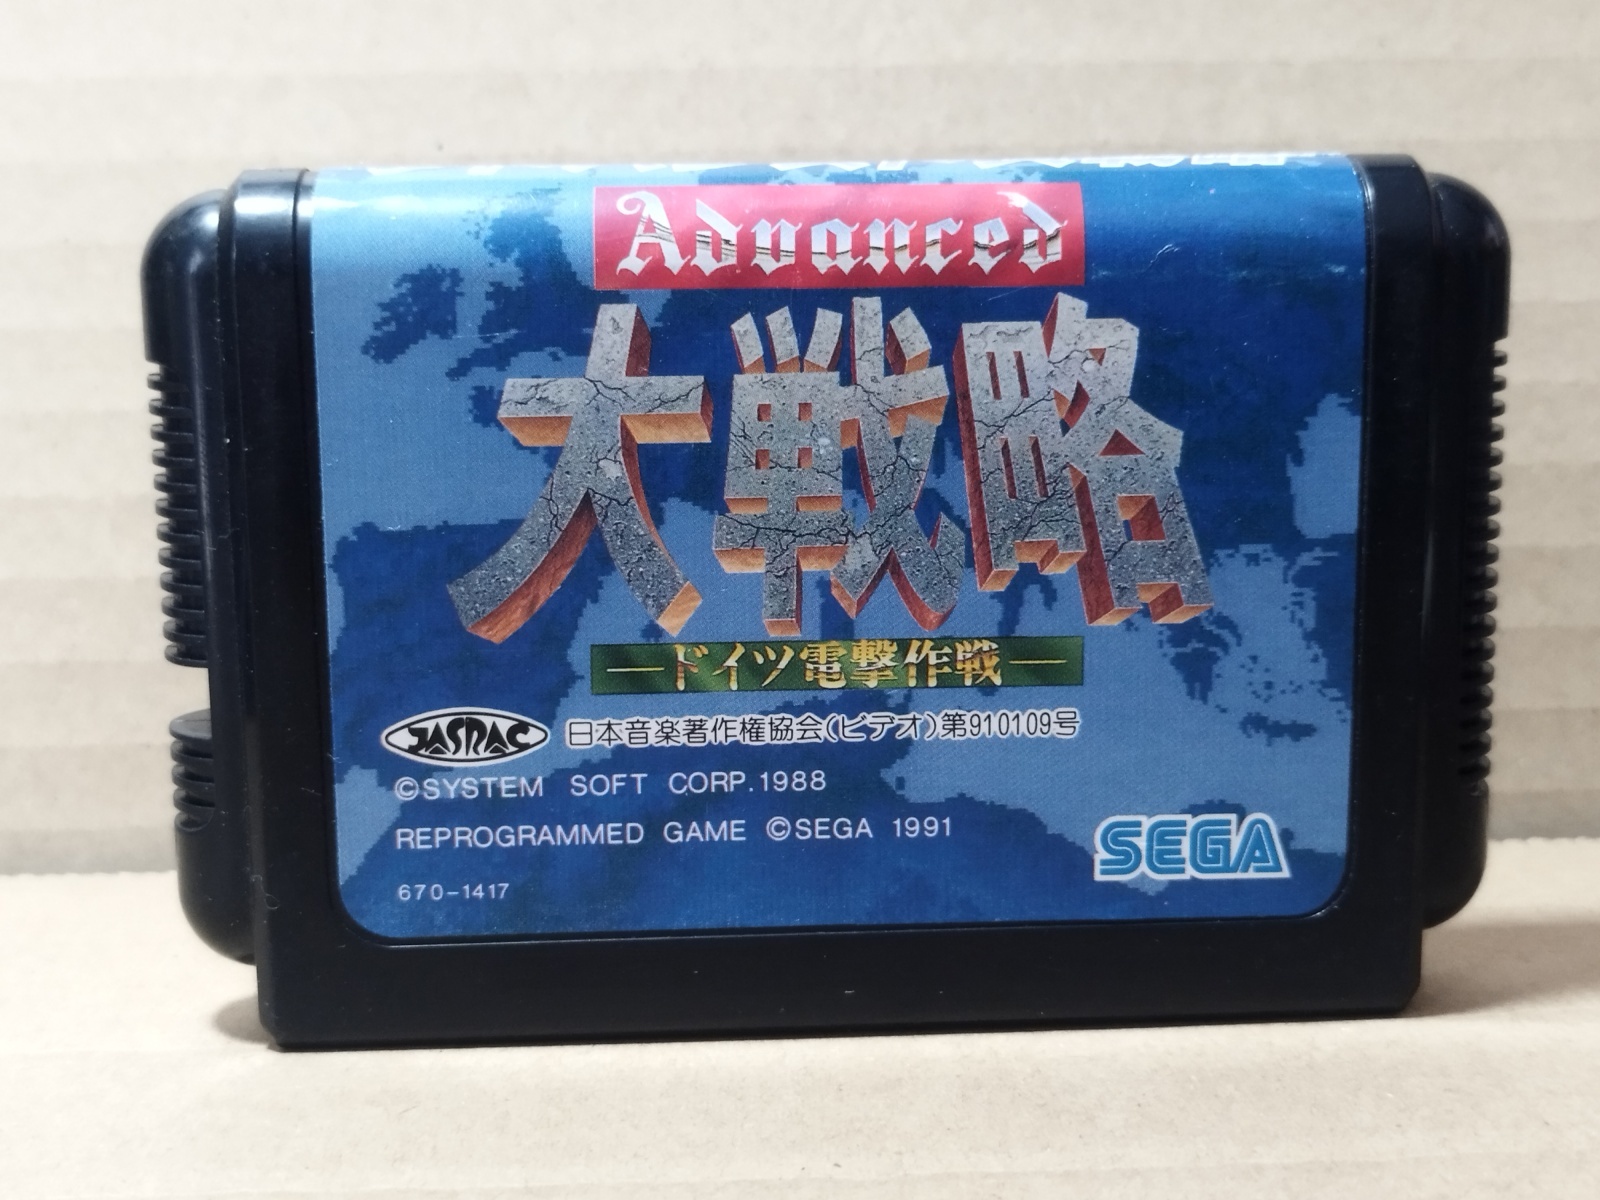 Advanced
大戦略
―ドイツ電撃作戦―
JASRAC 日本音楽著作権協会(ビデオ)第910109号
©SYSTEM SOFT CORP.1988
REPROGRAMMED GAME ©SEGA 1991
670-1417
SEGA